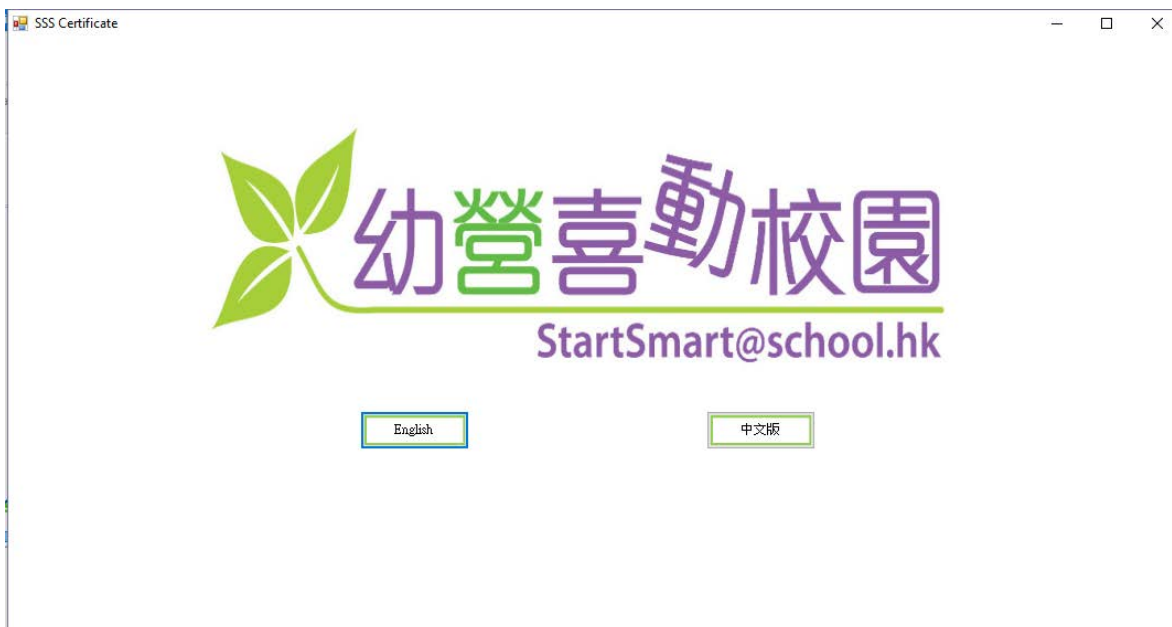 SSS Certificate
幼營喜動校園
StartSmart@school.hk
English
中文版